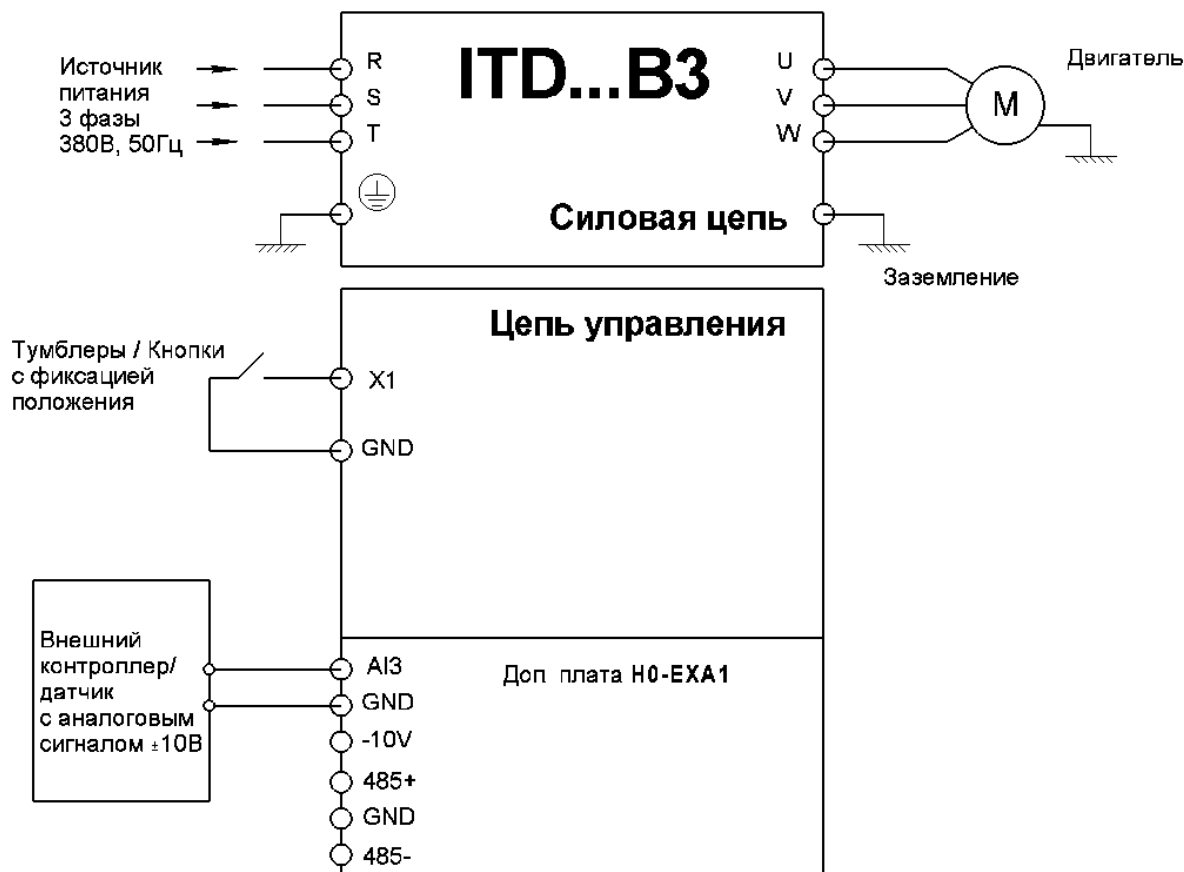 ITD...B3
Источник
питания
3 фазы
380В, 50Гц
R
S
T
U
V
W
M
Двигатель
Силовая цепь
Заземление
Цепь управления
Тумблеры / Кнопки
с фиксацией
положения
X1
GND
Внешний
контроллер/
датчик
с аналоговым
сигналом ±10В
AI3
GND
-10V
485+
GND
485-
Доп плата H0-EXA1